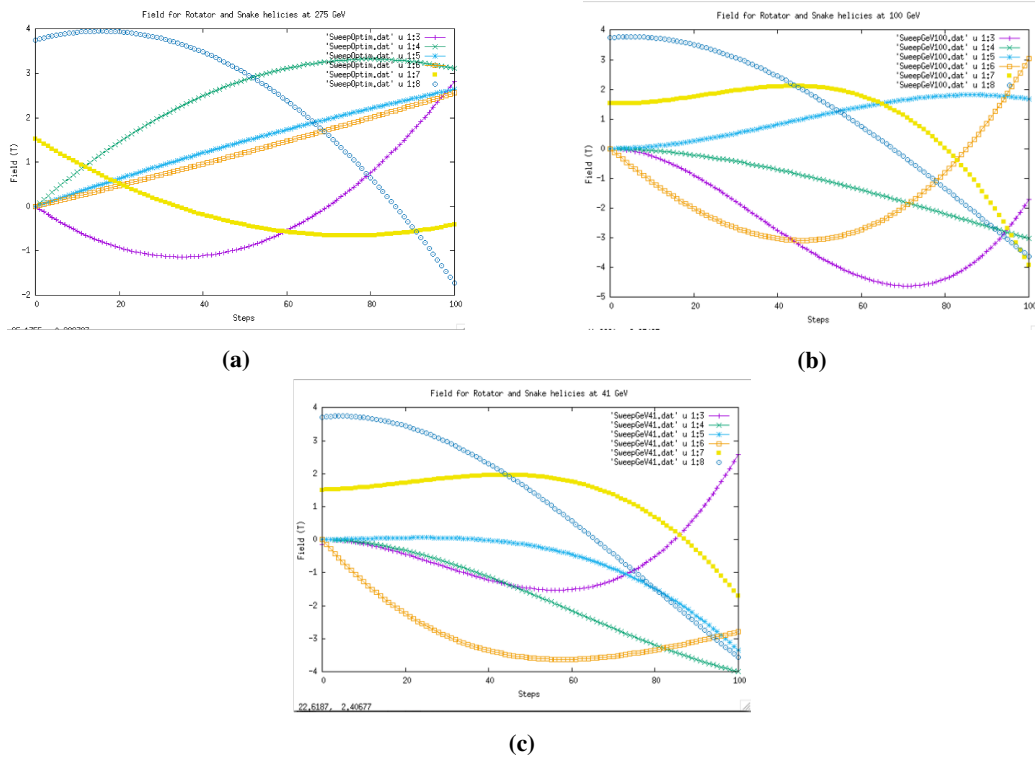 Field for Rotator and Snake helicies at 275 GeV
'SweepOptim.dat' u 1:3
'SweepOptim.dat' u 1:4
'SweepOptim.dat' u 1:5
'SweepOptim.dat' u 1:6
'SweepOptim.dat' u 1:7
'SweepOptim.dat' u 1:8
Field (T)
4
3
2
1
0
-1
-2
0 20 40 60 80 100
Steps
(a)
Field for Rotator and Snake helicies at 100 GeV
'SweepGeV100.dat' u 1:3
'SweepGeV100.dat' u 1:4
'SweepGeV100.dat' u 1:5
'SweepGeV100.dat' u 1:6
'SweepGeV100.dat' u 1:7
'SweepGeV100.dat' u 1:8
Field (T)
4
3
2
1
0
-1
-2
-3
-4
-5
0 20 40 60 80 100
Steps
(b)
Field for Rotator and Snake helicies at 41 GeV
'SweepGeV41.dat' u 1:3
'SweepGeV41.dat' u 1:4
'SweepGeV41.dat' u 1:5
'SweepGeV41.dat' u 1:6
'SweepGeV41.dat' u 1:7
'SweepGeV41.dat' u 1:8
Field (T)
4
3
2
1
0
-1
-2
-3
-4
0 20 40 60 80 100
Steps
22.6187, 2.40677
(c)